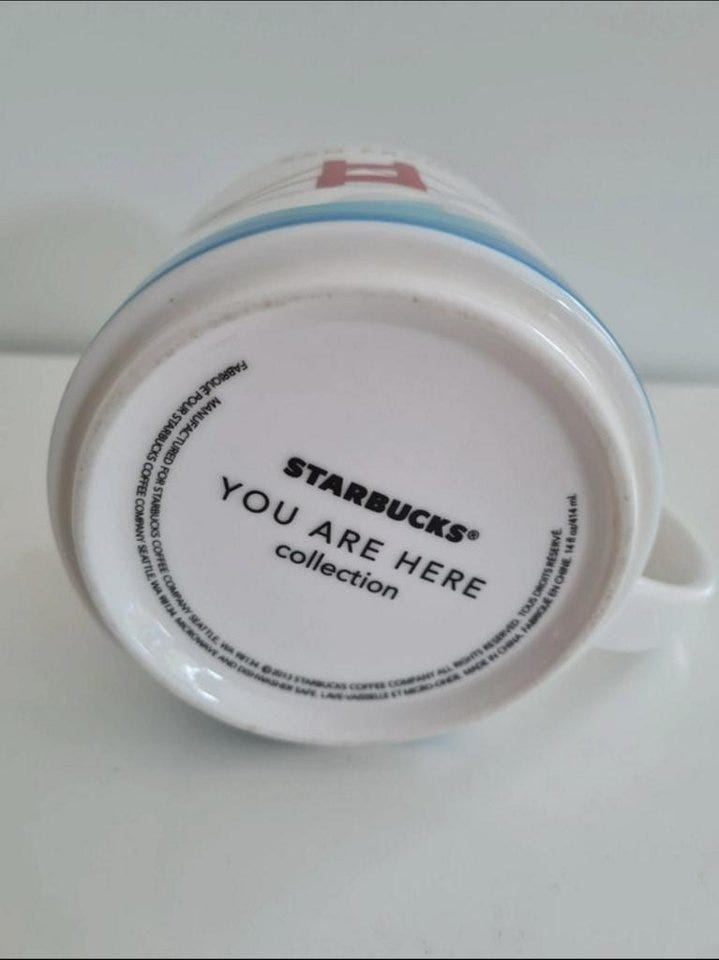 STARBUCKS®
YOU ARE HERE
collection
MANUFACTURED FOR STARBUCKS COFFEE COMPANY SEATTLE, WA 98134. ©2013 STARBUCKS COFFEE COMPANY ALL RIGHTS RESERVED. TOUS DROITS RÉSERVÉ.
FABRIQUÉ POUR STARBUCKS COFFEE COMPANY SEATTLE, WA 98134. MICROWAVE AND DISHWASHER SAFE. LAVE-VAISSELLE ET MICRO-ONDE. MADE IN CHINA. FABRIQUÉ EN CHINE. 14 fl oz/414 ml.